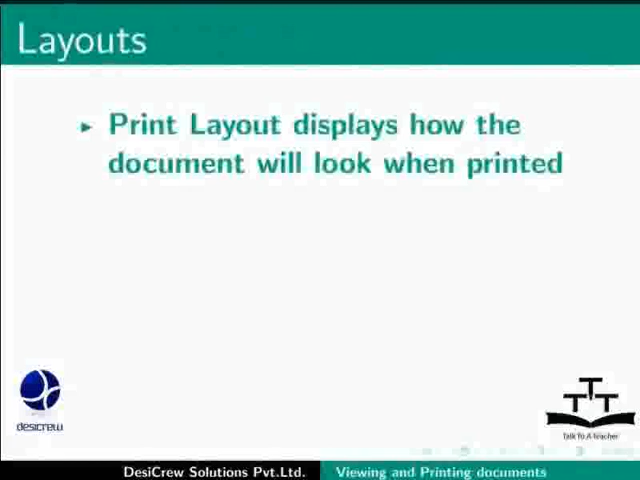 Layouts
▶ Print Layout displays how the
document will look when printed
desicrew
T
T T
Talk To A Teacher
DesiCrew Solutions Pvt.Ltd. Viewing and Printing documents